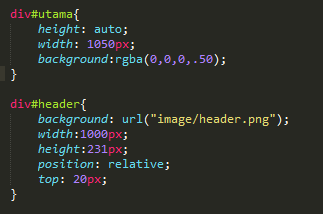 div#utama{
    height: auto;
    width: 1050px;
    background:rgba(0,0,0,.50);
}
div#header{
    background: url("image/header.png");
    width:1000px;
    height:231px;
    position: relative;
    top: 20px;
}